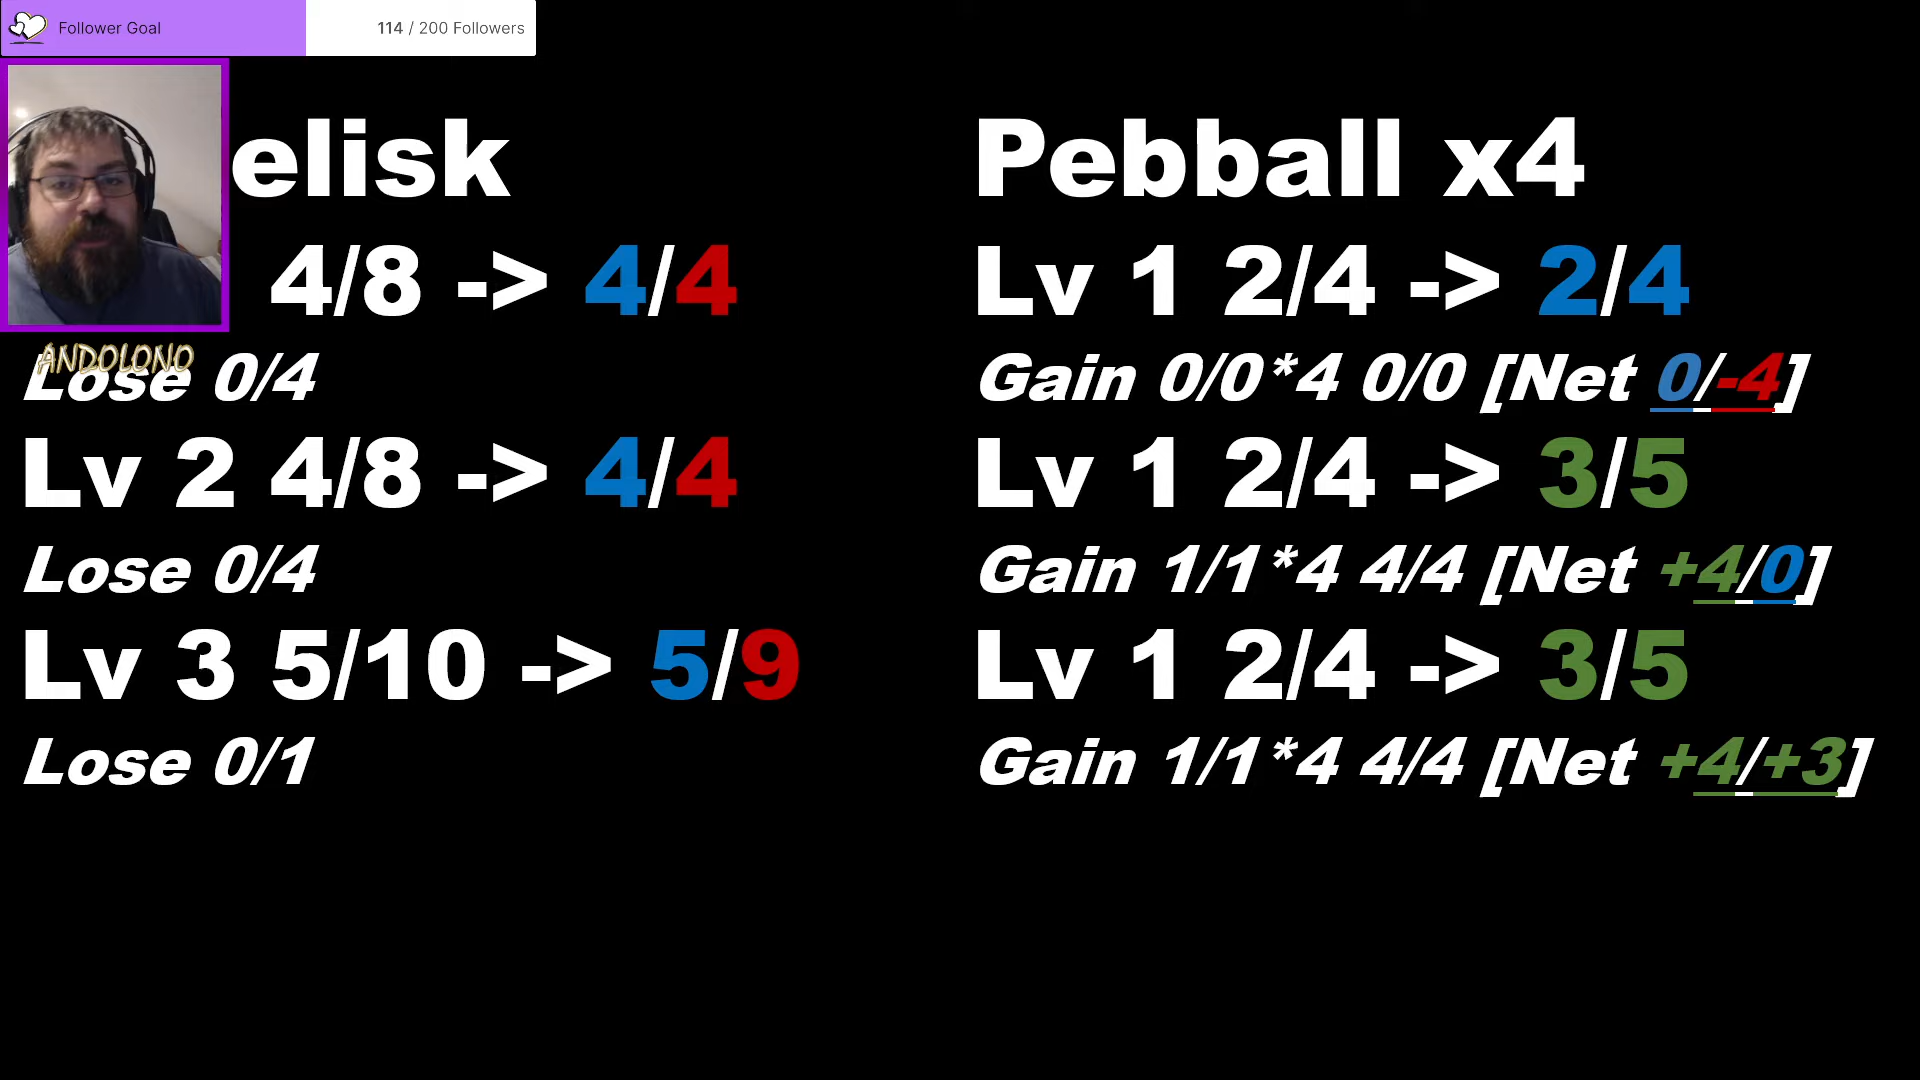 Follower Goal 114 / 200 Followers
elisk
4/8 -> 4/4
ANDOLONO
Lose 0/4
Lv 2 4/8 -> 4/4
Lose 0/4
Lv 3 5/10 -> 5/9
Lose 0/1
Pebball x4
Lv 1 2/4 -> 2/4
Gain 0/0*4 0/0 [Net 0/-4]
Lv 1 2/4 -> 3/5
Gain 1/1*4 4/4 [Net +4/0]
Lv 1 2/4 -> 3/5
Gain 1/1*4 4/4 [Net +4/+3]